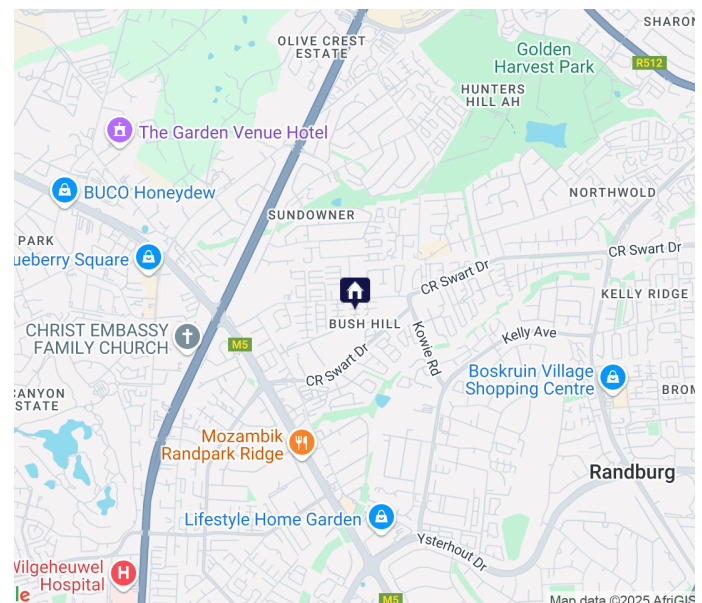 SHARON
OLIVE CREST
ESTATE
Golden
Harvest Park
R512
HUNTERS
HILL AH
The Garden Venue Hotel
BUCO Honeydew
NORTHWOLD
SUNDOWNER
PARK
ueberry Square
CR Swart Dr
CR Swart Dr
KELLY RIDGE
BUSH HILL
CHRIST EMBASSY
FAMILY CHURCH
M5
Kowie Rd
Kelly Ave
CR Swart Dr
Boskruin Village
Shopping Centre
CANYON
STATE
BROM
Mozambik
Randpark Ridge
Randburg
Lifestyle Home Garden
Ysterhout Dr
Wilgeheuwel
Hospital
le
M5
Map data ©2025 AfriGIS